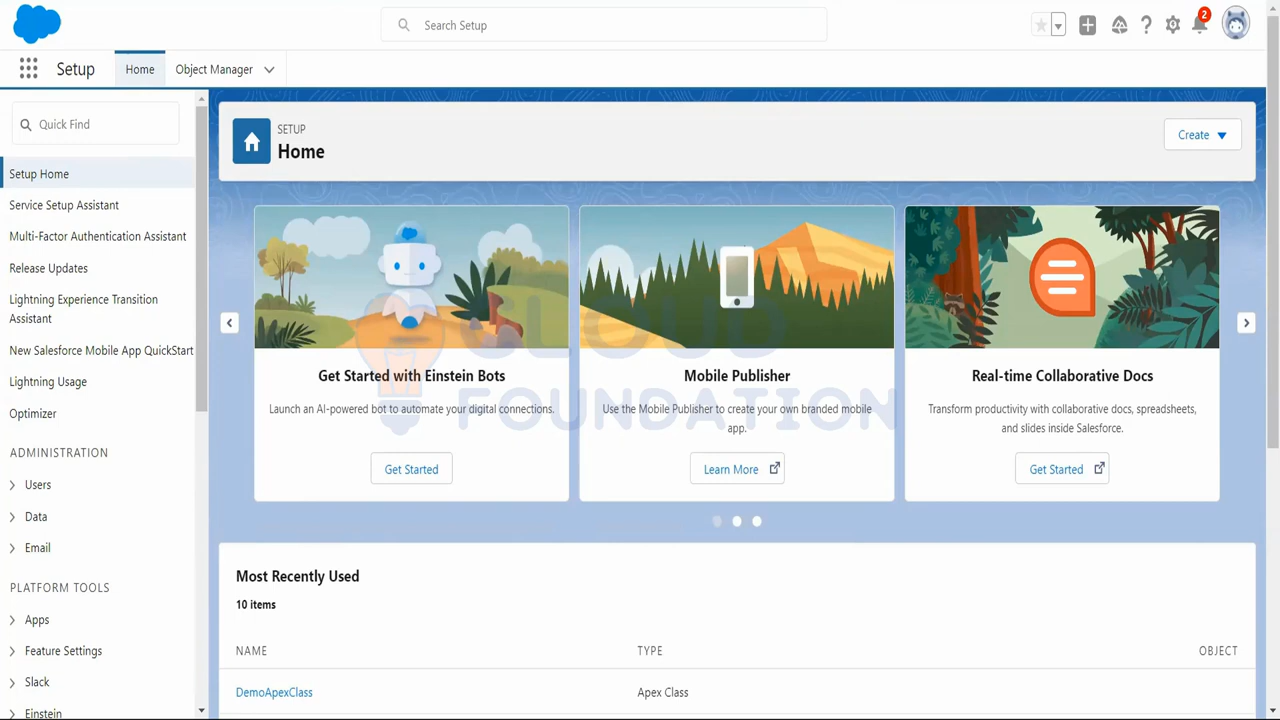 Search Setup
2
Setup
Home
Object Manager
Quick Find
Setup Home
Service Setup Assistant
Multi-Factor Authentication Assistant
Release Updates
Lightning Experience Transition
Assistant
New Salesforce Mobile App QuickStart
Lightning Usage
Optimizer
ADMINISTRATION
Users
Data
Email
PLATFORM TOOLS
Apps
Feature Settings
Slack
Einstein
SETUP
Home
Create
Get Started with Einstein Bots
Launch an AI-powered bot to automate your digital connections.
Get Started
Mobile Publisher
Use the Mobile Publisher to create your own branded mobile
app.
Learn More
Real-time Collaborative Docs
Transform productivity with collaborative docs, spreadsheets,
and slides inside Salesforce.
Get Started
CLOUD
FOUNDATION
Most Recently Used
10 items
NAME TYPE OBJECT
DemoApexClass Apex Class